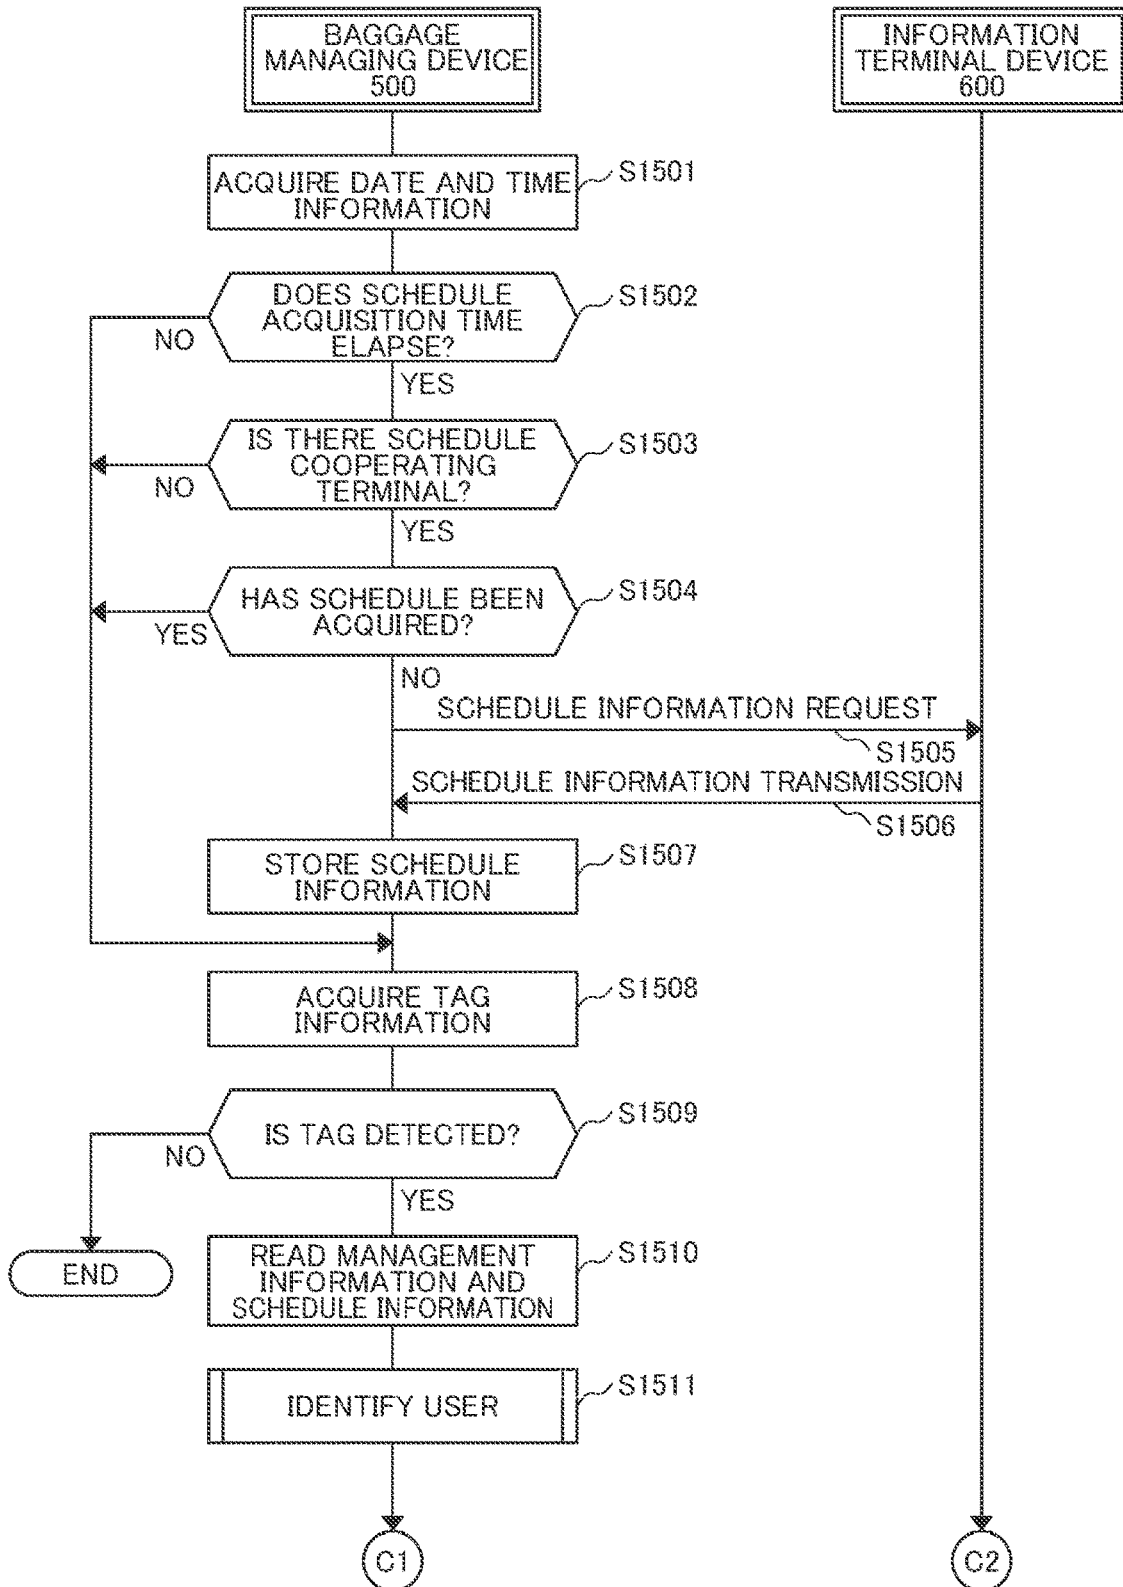 BAGGAGE
MANAGING DEVICE
500
INFORMATION
TERMINAL DEVICE
600
ACQUIRE DATE AND TIME
INFORMATION
S1501
DOES SCHEDULE
ACQUISITION TIME
ELAPSE?
S1502
NO
YES
IS THERE SCHEDULE
COOPERATING
TERMINAL?
S1503
NO
YES
HAS SCHEDULE BEEN
ACQUIRED?
S1504
YES
NO
SCHEDULE INFORMATION REQUEST
S1505
SCHEDULE INFORMATION TRANSMISSION
S1506
STORE SCHEDULE
INFORMATION
S1507
ACQUIRE TAG
INFORMATION
S1508
IS TAG DETECTED?
S1509
NO
YES
END
READ MANAGEMENT
INFORMATION AND
SCHEDULE INFORMATION
S1510
IDENTIFY USER
S1511
C1
C2